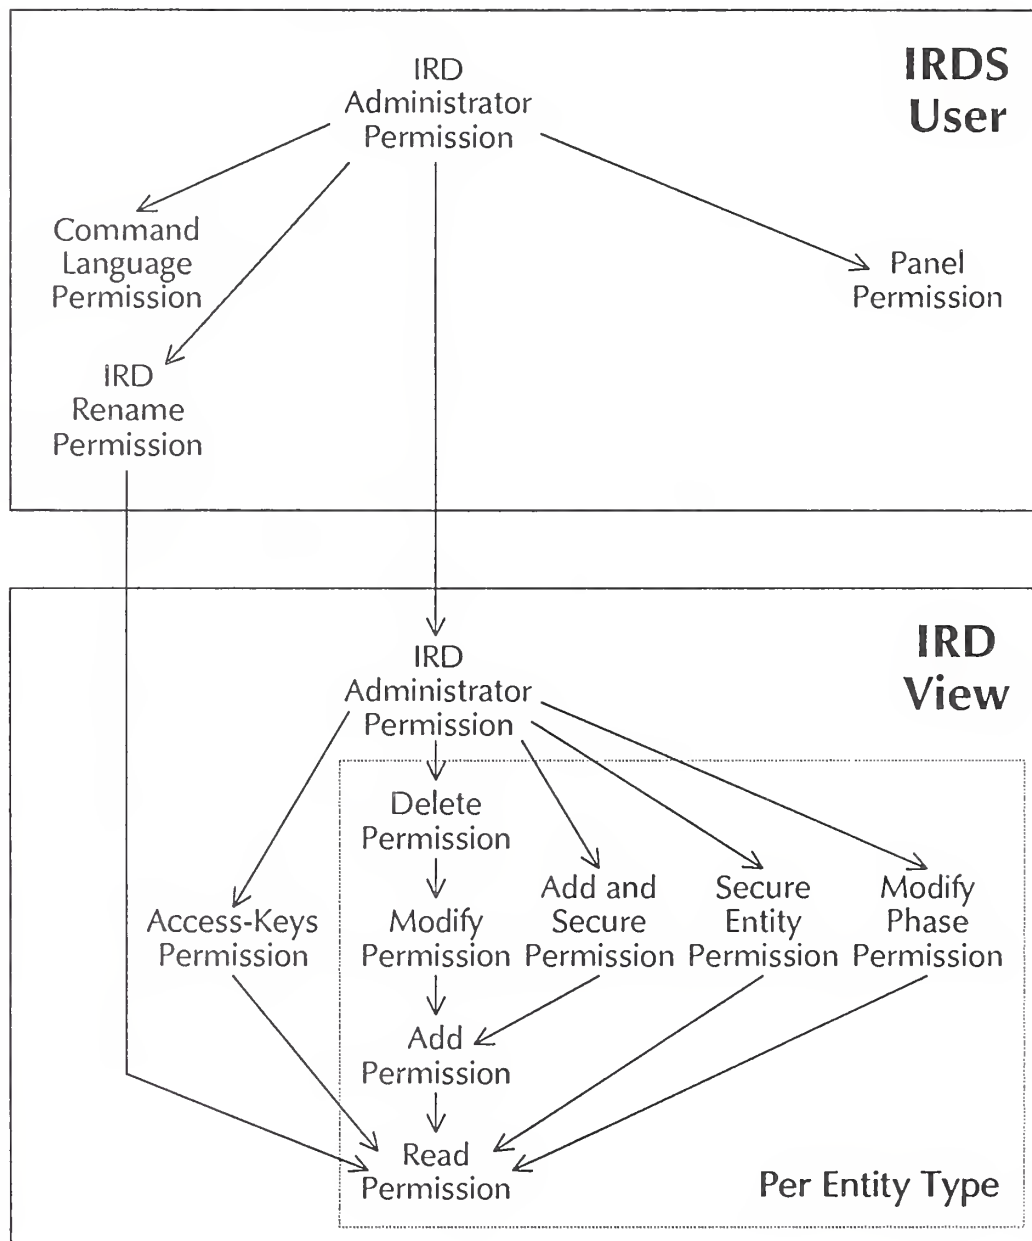 IRD
Administrator
Permission
IRDS
User
Command
Language
Permission
Panel
Permission
IRD
Rename
Permission
IRD
Administrator
Permission
IRD
View
Delete
Permission
Access-Keys
Permission
Modify
Permission
Add and
Secure
Permission
Secure
Entity
Permission
Modify
Phase
Permission
Add
Permission
Read
Permission
Per Entity Type